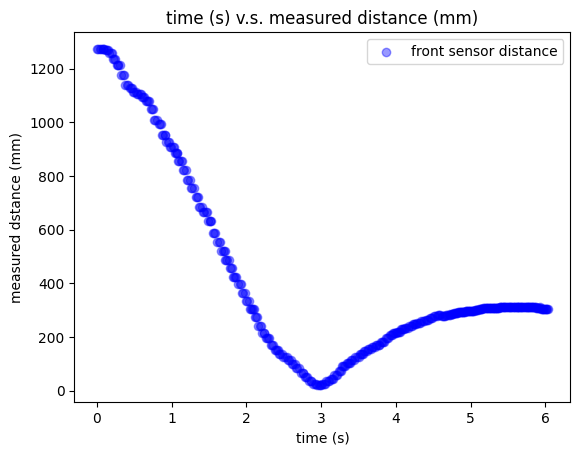 time (s) v.s. measured distance (mm)
front sensor distance
1200
1000
800
600
400
200
0
measured dstance (mm)
0 1 2 3 4 5 6
time (s)